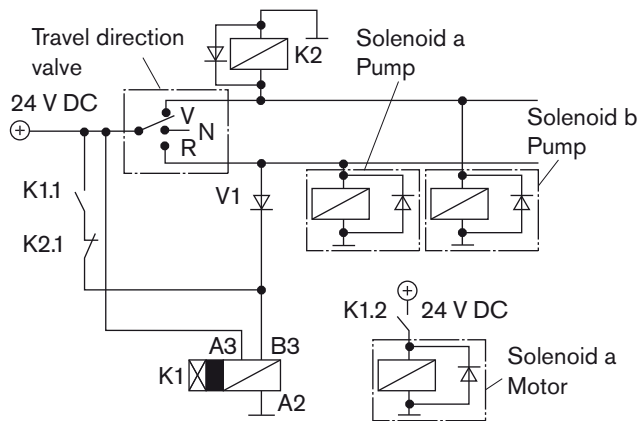 Travel direction
valve
24 V DC
K2
Solenoid a
Pump
Solenoid b
Pump
V
N
R
K1.1
V1
K2.1
K1.2
24 V DC
A3
B3
K1
A2
Solenoid a
Motor